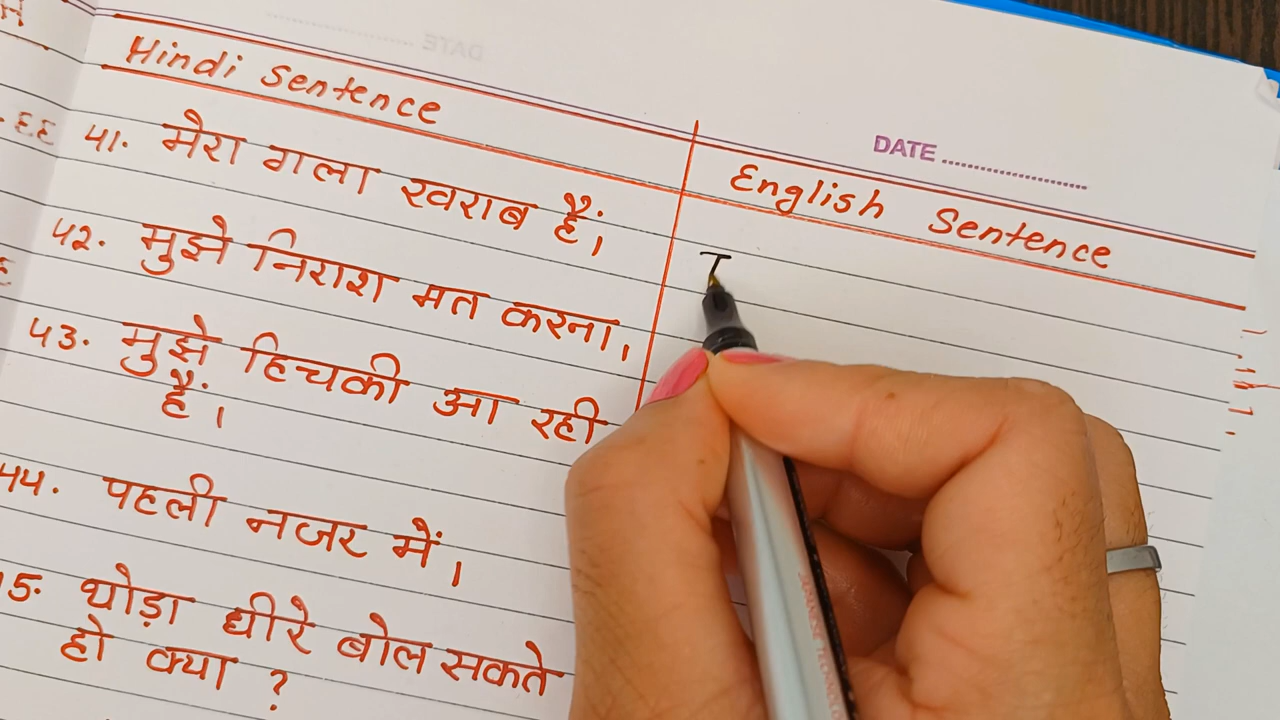 Hindi Sentence
DATE
English Sentence
41. मेरा गला खराब हैं।
42. मुझे निराश मत करना।
43. मुझे हिचकी आ रही
हैं।
44. पहली नजर में।
45. थोड़ा धीरे बोल सकते
हो क्या ?
I